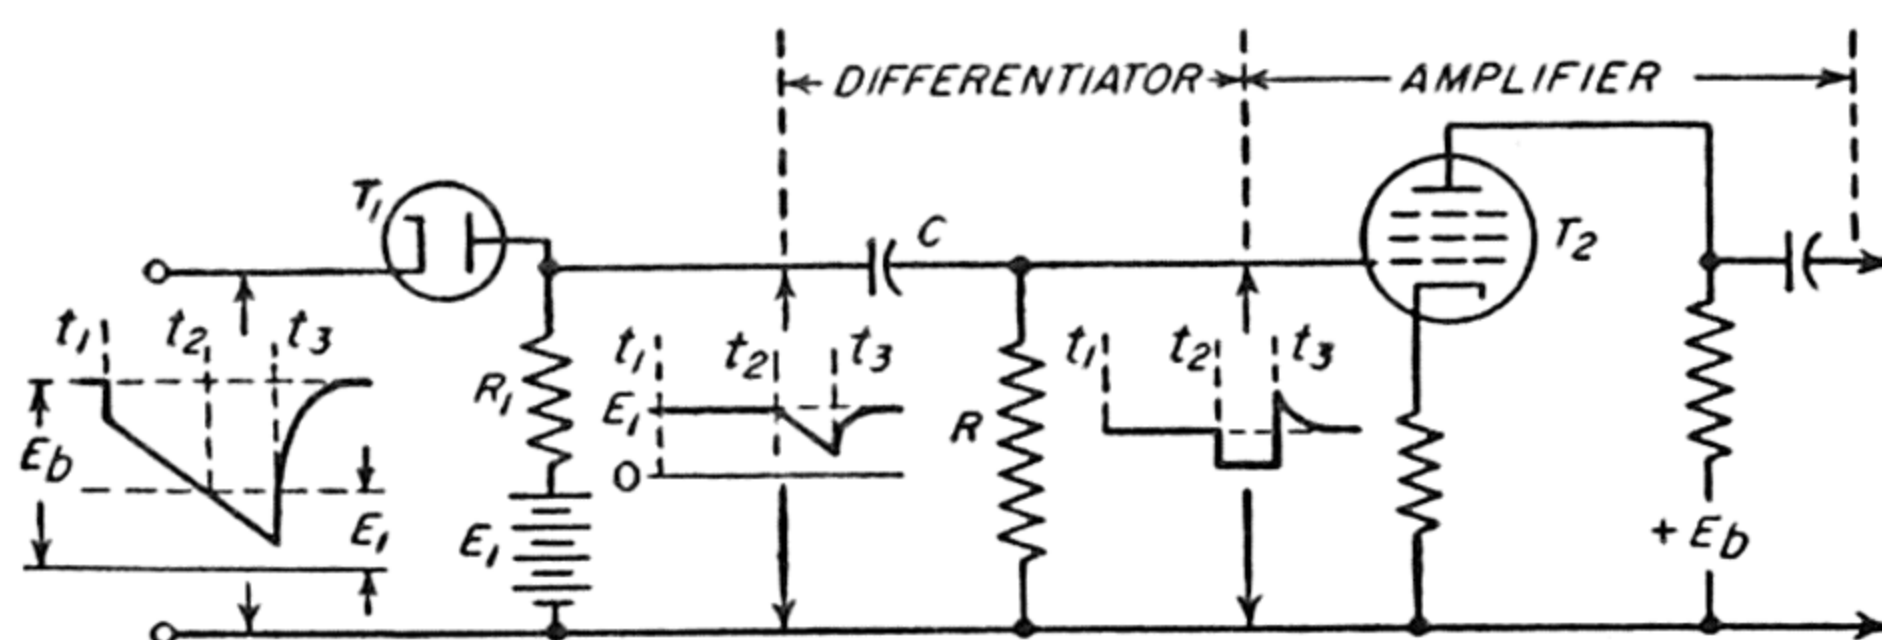 DIFFERENTIATOR AMPLIFIER
T₁ C T₂
t₁ t₂ t₃
Eb
E₁
R₁
E₁
t₁ t₂ t₃
E₁
O
R
t₁ t₂ t₃
+ Eb